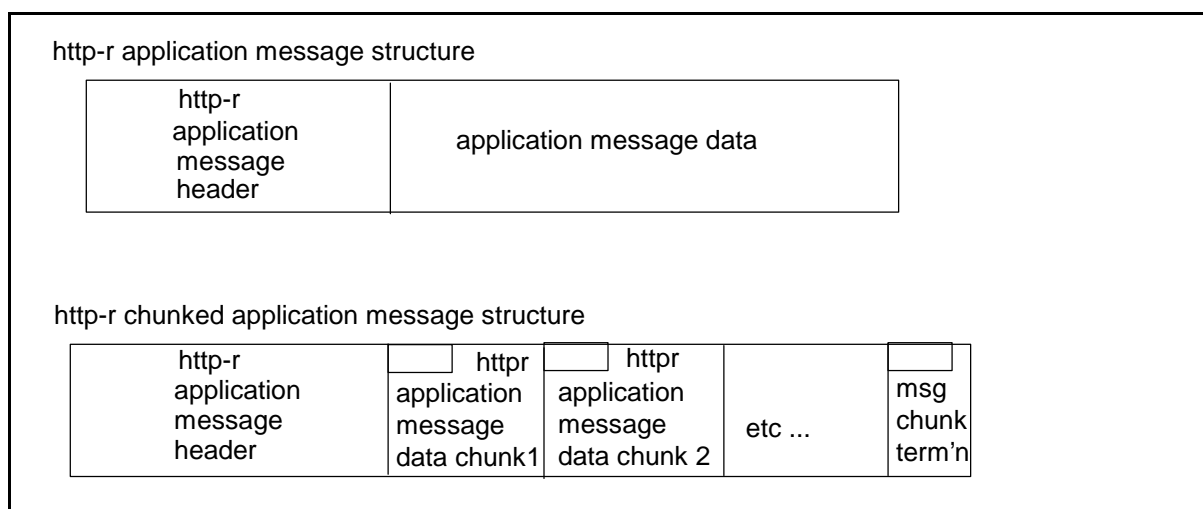 http-r application message structure
http-r
application
message
header
application message data
http-r chunked application message structure
http-r
application
message
header
httpr
application
message
data chunk1
httpr
application
message
data chunk 2
etc ...
msg
chunk
term'n